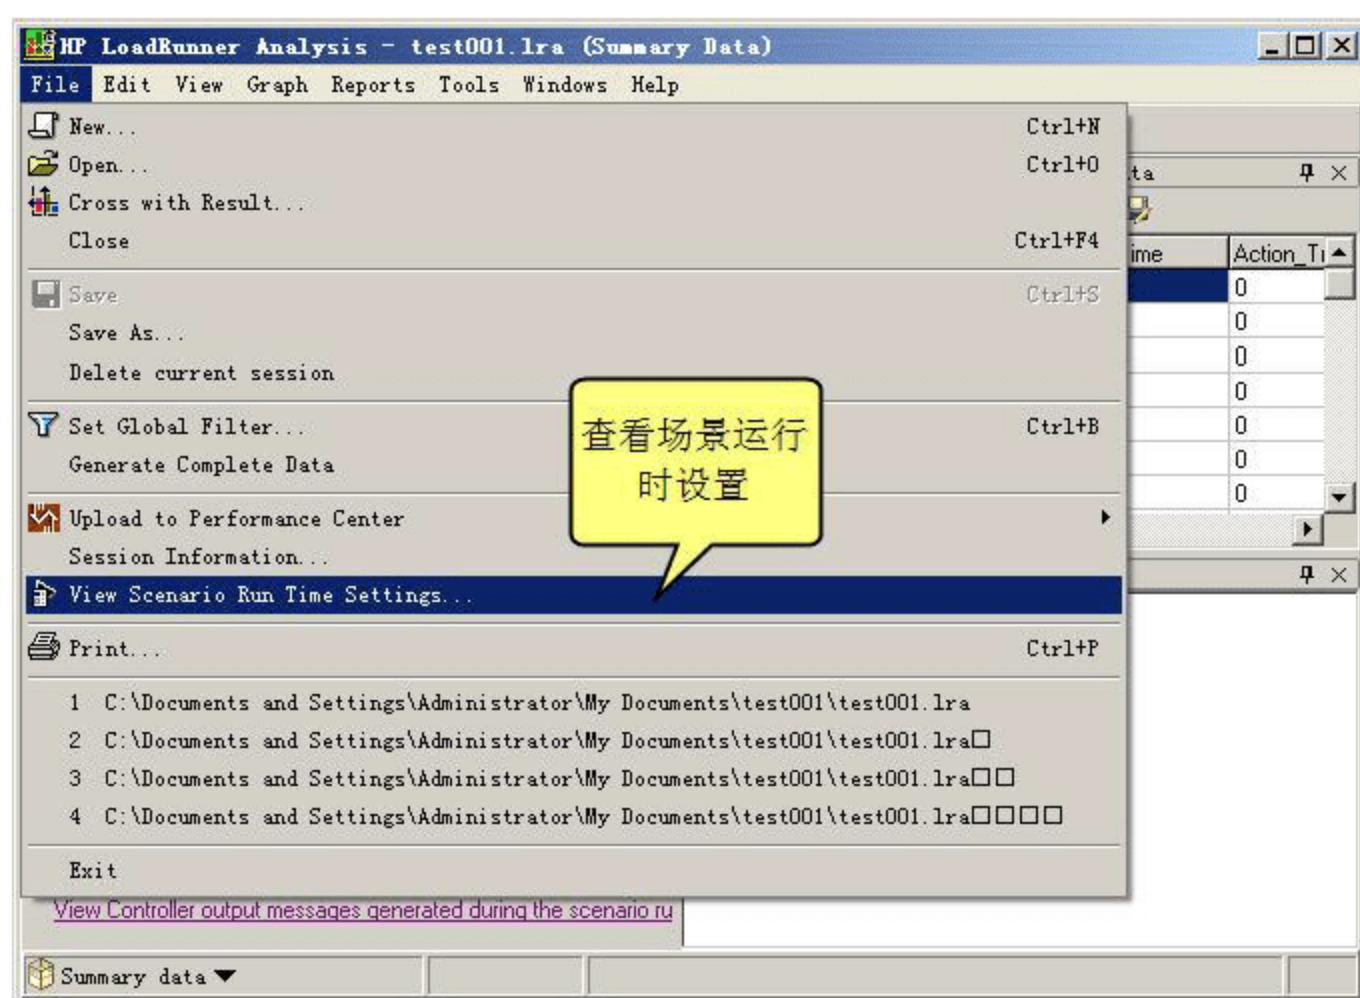 HP LoadRunner Analysis - test001.lra (Summary Data)
File Edit View Graph Reports Tools Windows Help
New... Ctrl+N
Open... Ctrl+O
Cross with Result...
Close Ctrl+F4
Save Ctrl+S
Save As...
Delete current session
Set Global Filter... Ctrl+B
Generate Complete Data
Upload to Performance Center
Session Information...
View Scenario Run Time Settings...
Print... Ctrl+P
1 C:\Documents and Settings\Administrator\My Documents\test001\test001.lra
2 C:\Documents and Settings\Administrator\My Documents\test001\test001.lra□
3 C:\Documents and Settings\Administrator\My Documents\test001\test001.lra□□
4 C:\Documents and Settings\Administrator\My Documents\test001\test001.lra□□□□
Exit
查看场景运行
时设置
ta
ime Action_Tr
0
0
0
0
0
0
0
View Controller output messages generated during the scenario ru
Summary data